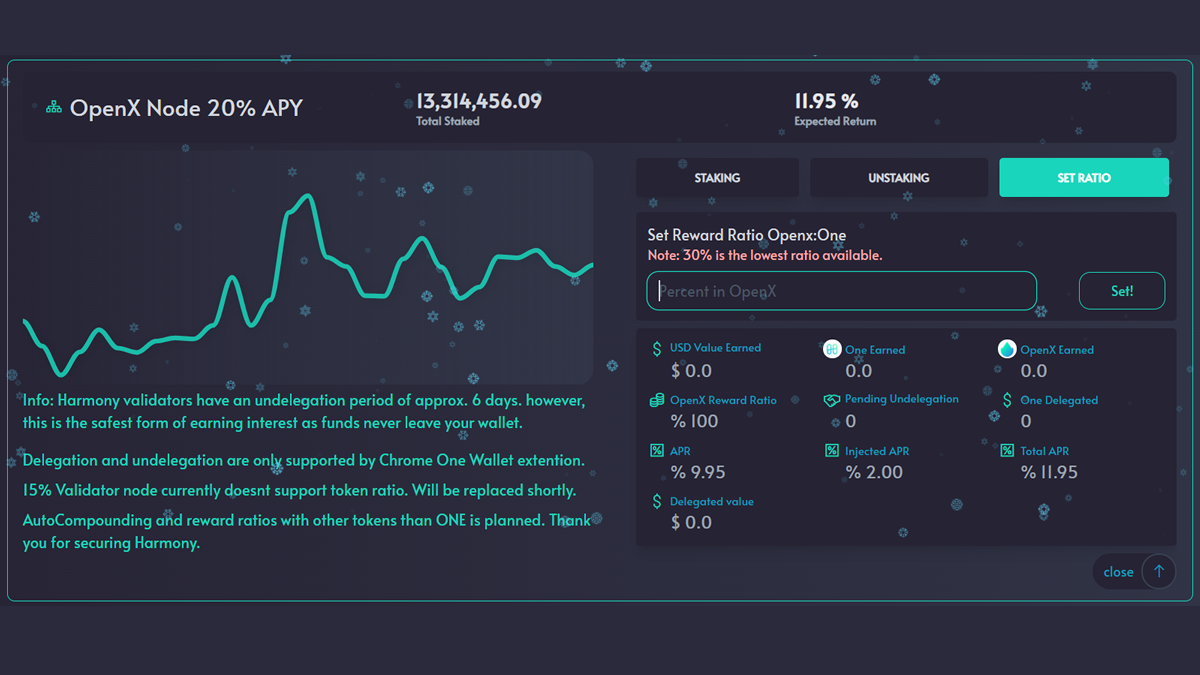 OpenX Node 20% APY
13,314,456.09
Total Staked
11.95 %
Expected Return
STAKING
UNSTAKING
SET RATIO
Set Reward Ratio Openx:One
Note: 30% is the lowest ratio available.
Percent in OpenX
Set!
USD Value Earned
$ 0.0
One Earned
0.0
OpenX Earned
0.0
OpenX Reward Ratio
% 100
Pending Undelegation
0
One Delegated
0
APR
% 9.95
Injected APR
% 2.00
Total APR
% 11.95
Delegated value
$ 0.0
Info: Harmony validators have an undelegation period of approx. 6 days. however,
this is the safest form of earning interest as funds never leave your wallet.
Delegation and undelegation are only supported by Chrome One Wallet extention.
15% Validator node currently doesnt support token ratio. Will be replaced shortly.
AutoCompounding and reward ratios with other tokens than ONE is planned. Thank
you for securing Harmony.
close